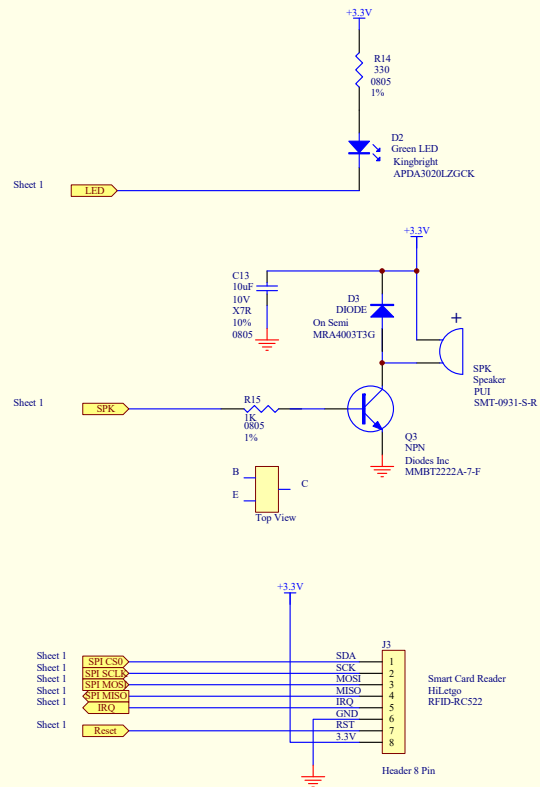 +3.3V
R14
330
0805
1%
D2
Green LED
Kingbright
APDA3020LZGCK
Sheet 1
LED
+3.3V
C13
10uF
10V
X7R
10%
0805
D3
DIODE
On Semi
MRA4003T3G
+
SPK
Speaker
PUI
SMT-0931-S-R
Sheet 1
SPK
R15
1K
0805
1%
Q3
NPN
Diodes Inc
MMBT2222A-7-F
B
C
E
Top View
+3.3V
J3
Sheet 1
SPI CS0
SDA
1
Sheet 1
SPI SCLK
SCK
2
Sheet 1
SPI MOSI
MOSI
3
Sheet 1
SPI MISO
MISO
4
Sheet 1
IRQ
IRQ
5
GND
6
Sheet 1
Reset
RST
7
3.3V
8
Smart Card Reader
HiLetgo
RFID-RC522
Header 8 Pin